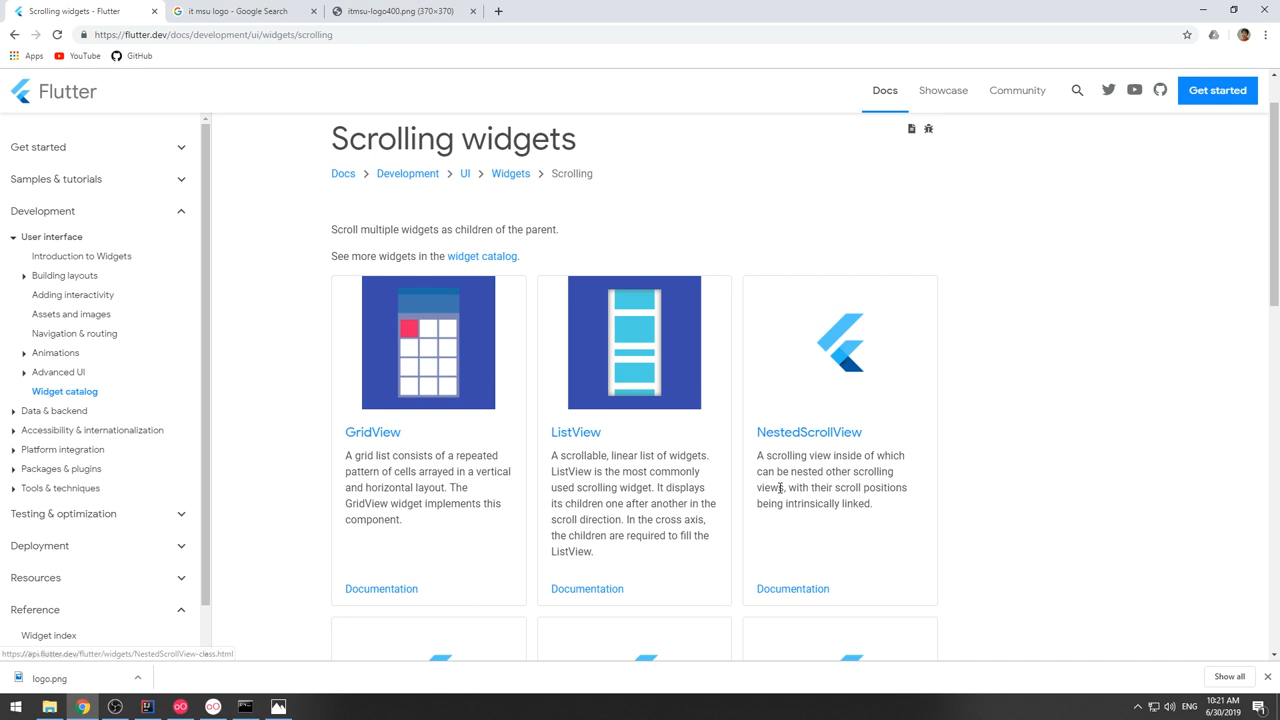 Scrolling widgets - Flutter
it msu logo - Google Search
itmsu-logo400.png (370×370)
https://flutter.dev/docs/development/ui/widgets/scrolling
Apps
YouTube
GitHub
Flutter
Docs
Showcase
Community
Get started
Get started
Samples & tutorials
Development
User interface
Introduction to Widgets
Building layouts
Adding interactivity
Assets and images
Navigation & routing
Animations
Advanced UI
Widget catalog
Data & backend
Accessibility & internationalization
Platform integration
Packages & plugins
Tools & techniques
Testing & optimization
Deployment
Resources
Reference
Widget index
Scrolling widgets
Docs > Development > UI > Widgets > Scrolling
Scroll multiple widgets as children of the parent.
See more widgets in the widget catalog.
GridView
A grid list consists of a repeated
pattern of cells arrayed in a vertical
and horizontal layout. The
GridView widget implements this
component.
Documentation
ListView
A scrollable, linear list of widgets.
ListView is the most commonly
used scrolling widget. It displays
its children one after another in the
scroll direction. In the cross axis,
the children are required to fill the
ListView.
Documentation
NestedScrollView
A scrolling view inside of which
can be nested other scrolling
views, with their scroll positions
being intrinsically linked.
Documentation
https://api.flutter.dev/flutter/widgets/NestedScrollView-class.html
logo.png
Show all
ENG
10:21 AM
6/30/2019